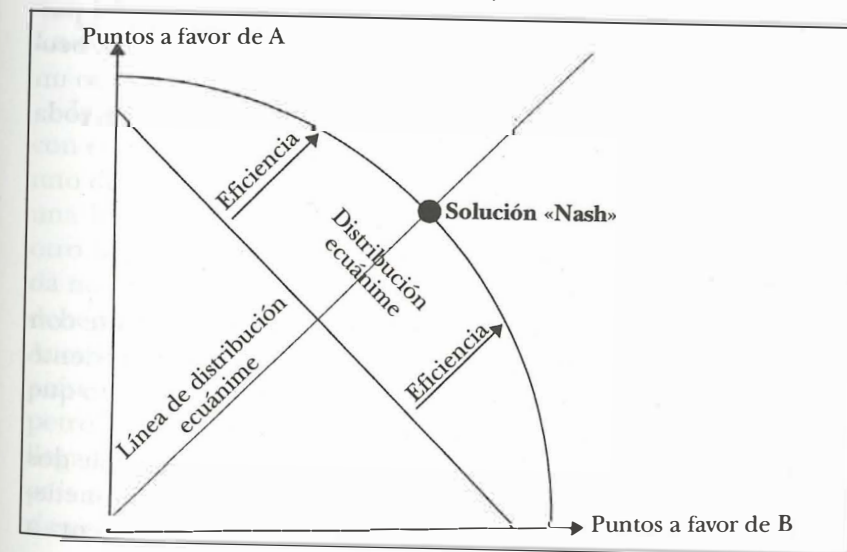 Puntos a favor de A
Eficiencia
Solución «Nash»
Distribución
ecuánime
Línea de distribución
ecuánime
Eficiencia
Puntos a favor de B